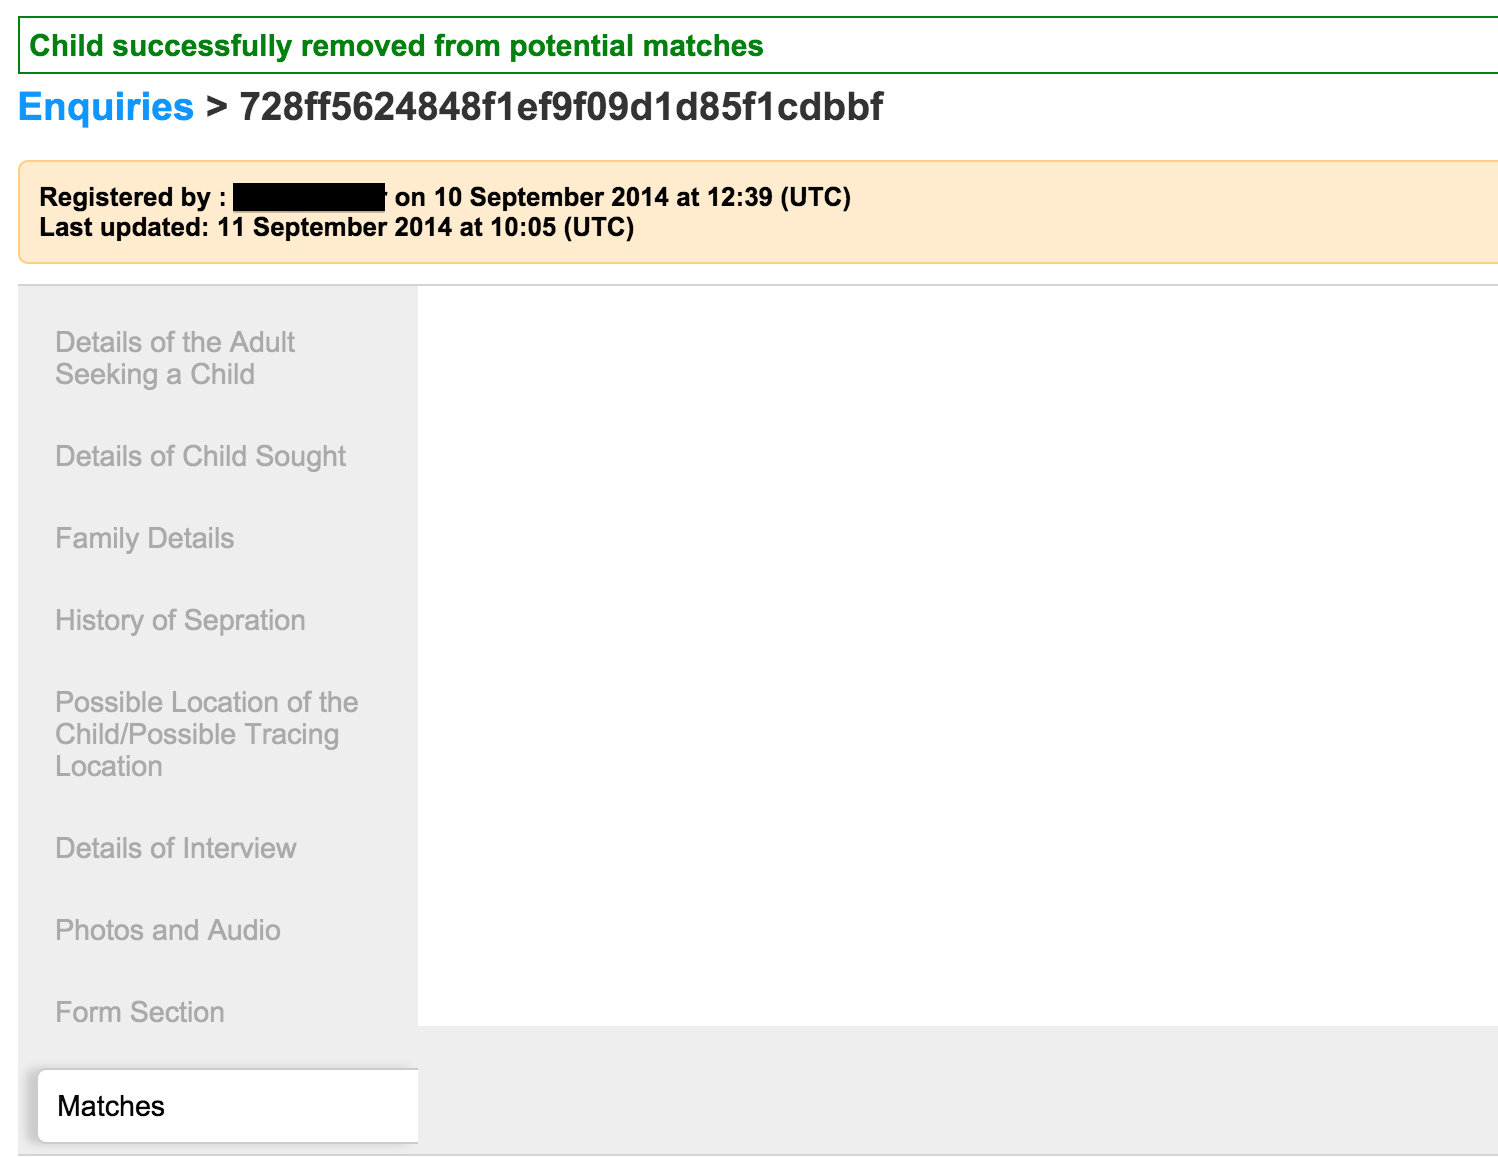 Child successfully removed from potential matches
Enquiries > 728ff5624848f1ef9f09d1d85f1cdbbf
Registered by : on 10 September 2014 at 12:39 (UTC)
Last updated: 11 September 2014 at 10:05 (UTC)
Details of the Adult
Seeking a Child
Details of Child Sought
Family Details
History of Sepration
Possible Location of the
Child/Possible Tracing
Location
Details of Interview
Photos and Audio
Form Section
Matches